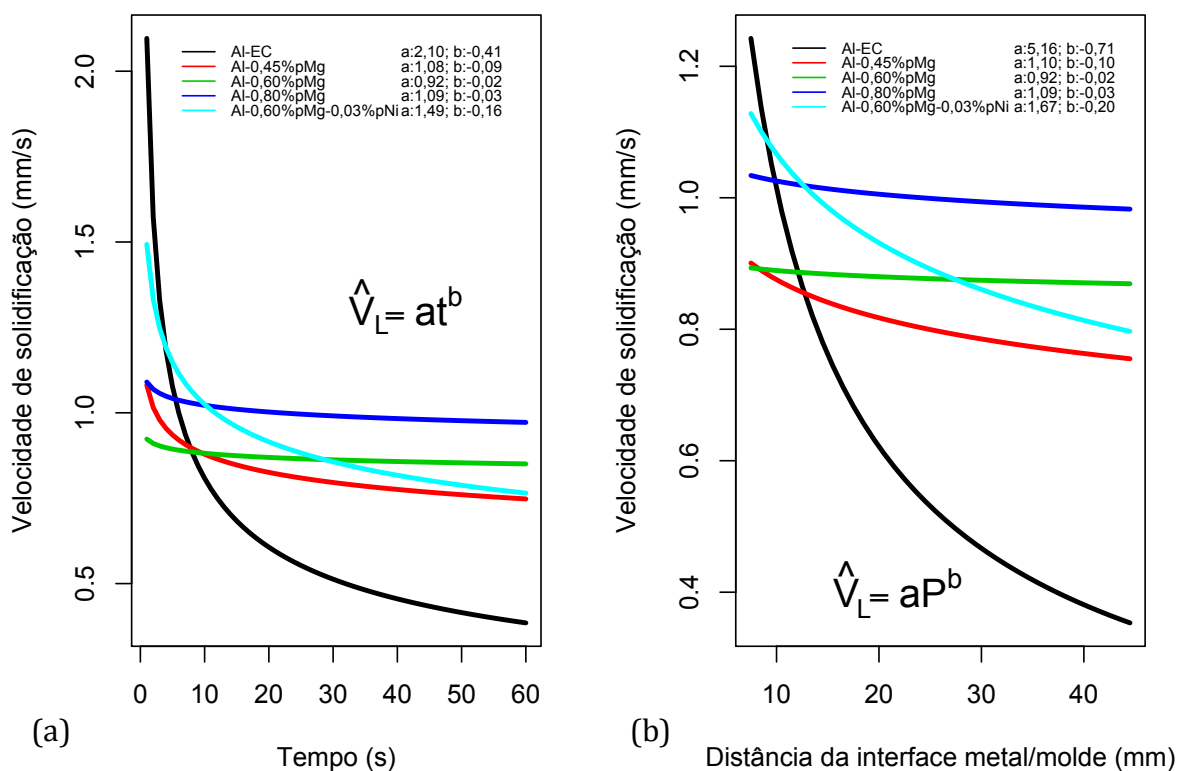 Velocidade de solidificação (mm/s)
2.0
1.5
1.0
0.5
Al-EC a:2,10; b:-0,41
Al-0,45%pMg a:1,08; b:-0,09
Al-0,60%pMg a:0,92; b:-0,02
Al-0,80%pMg a:1,09; b:-0,03
Al-0,60%pMg-0,03%pNi a:1,49; b:-0,16
V̂_L= at^b
0 10 20 30 40 50 60
(a)
Tempo (s)
Velocidade de solidificação (mm/s)
1.2
1.0
0.8
0.6
0.4
Al-EC a:5,16; b:-0,71
Al-0,45%pMg a:1,10; b:-0,10
Al-0,60%pMg a:0,92; b:-0,02
Al-0,80%pMg a:1,09; b:-0,03
Al-0,60%pMg-0,03%pNi a:1,67; b:-0,20
V̂_L= aP^b
10 20 30 40
(b)
Distância da interface metal/molde (mm)